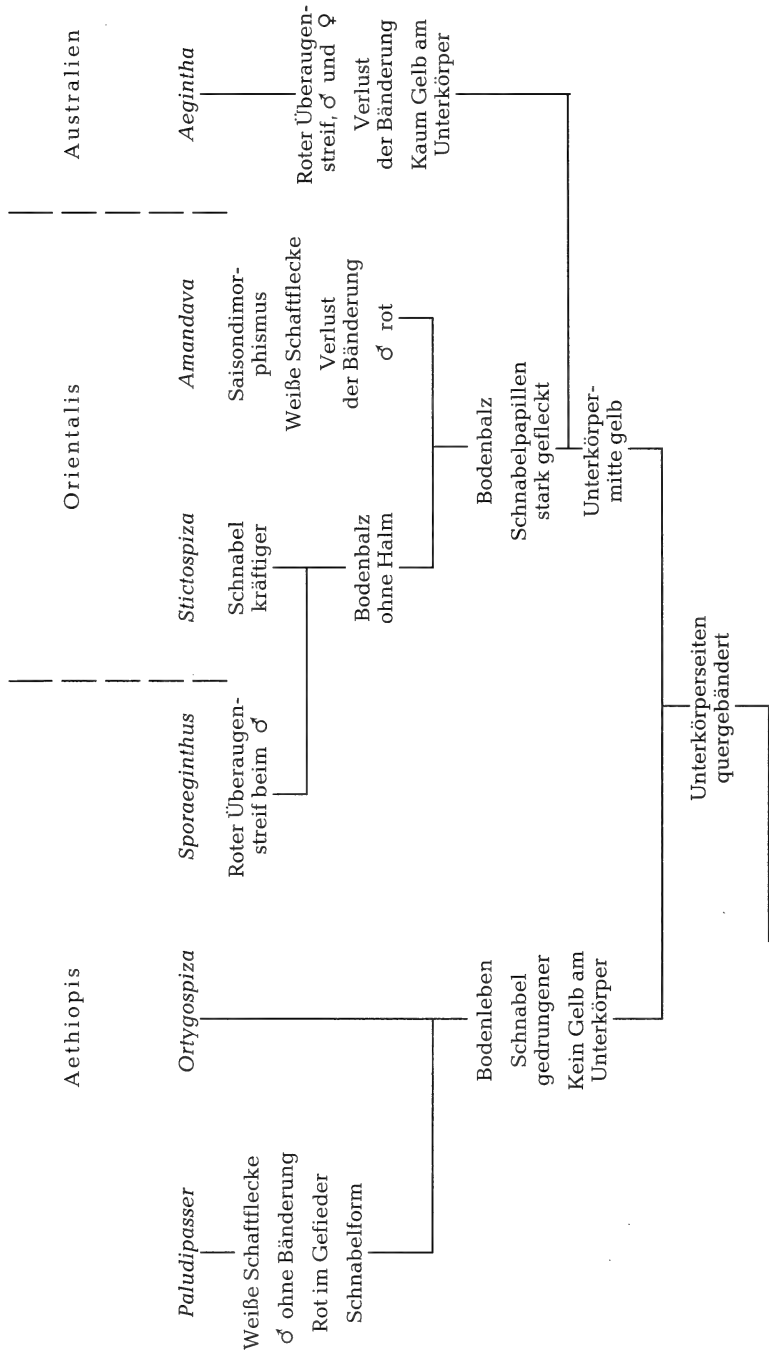 Aethiopis
Orientalis
Australien
Paludipasser
Ortygospiza
Sporaeginthus
Stictospiza
Amandava
Aegintha
Weiße Schaftflecke
♂ ohne Bänderung
Rot im Gefieder
Schnabelform
Roter Überaugen-
streif beim ♂
Schnabel
kräftiger
Saisondimor-
phismus
Weiße Schaftflecke
Verlust
der Bänderung
♂ rot
Roter Überaugen-
streif, ♂ und ♀
Verlust
der Bänderung
Kaum Gelb am
Unterkörper
Bodenbalz
ohne Halm
Bodenleben
Schnabel
gedrungener
Kein Gelb am
Unterkörper
Bodenbalz
Schnabelpapillen
stark gefleckt
Unterkörper-
mitte gelb
Unterkörperseiten
quergebändert